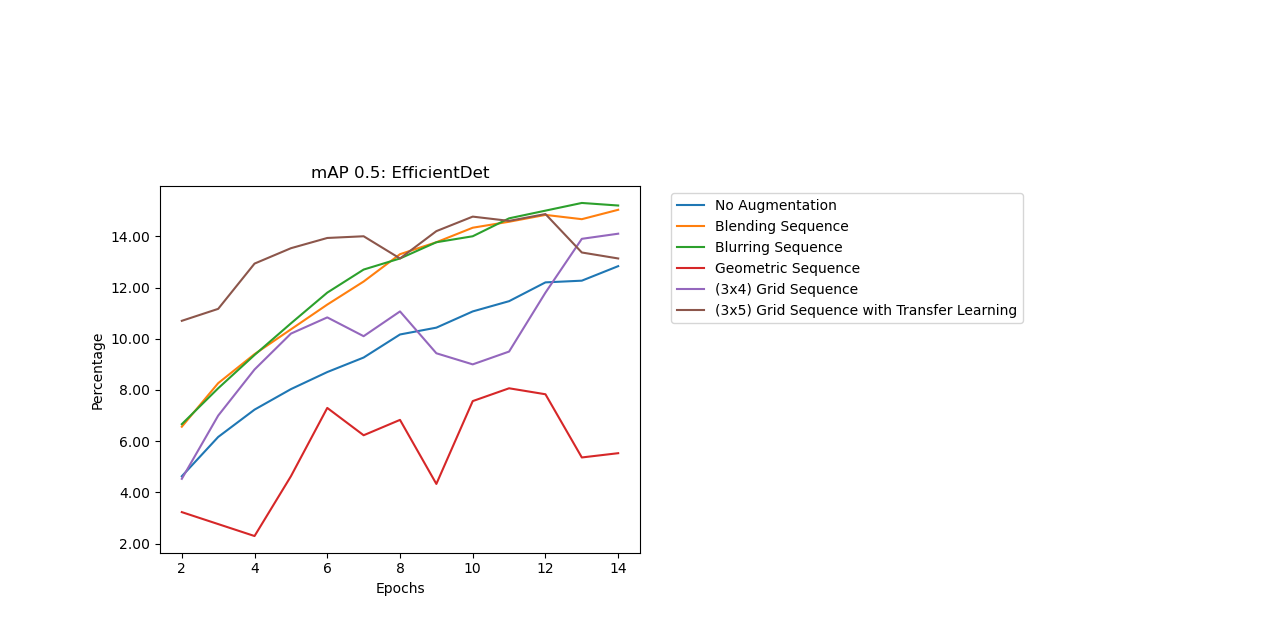 mAP 0.5: EfficientDet
No Augmentation
Blending Sequence
Blurring Sequence
Geometric Sequence
(3x4) Grid Sequence
(3x5) Grid Sequence with Transfer Learning
Percentage
14.00
12.00
10.00
8.00
6.00
4.00
2.00
2 4 6 8 10 12 14
Epochs